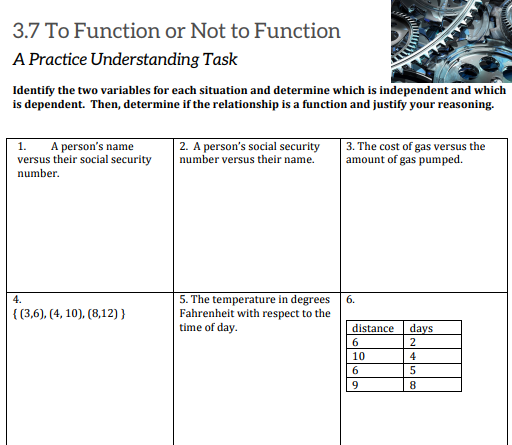 3.7 To Function or Not to Function
A Practice Understanding Task
Identify the two variables for each situation and determine which is independent and which
is dependent. Then, determine if the relationship is a function and justify your reasoning.
1. A person's name
versus their social security
number.
2. A person's social security
number versus their name.
3. The cost of gas versus the
amount of gas pumped.
4.
{ (3,6), (4, 10), (8,12) }
5. The temperature in degrees
Fahrenheit with respect to the
time of day.
6.
distance days
6 2
10 4
6 5
9 8